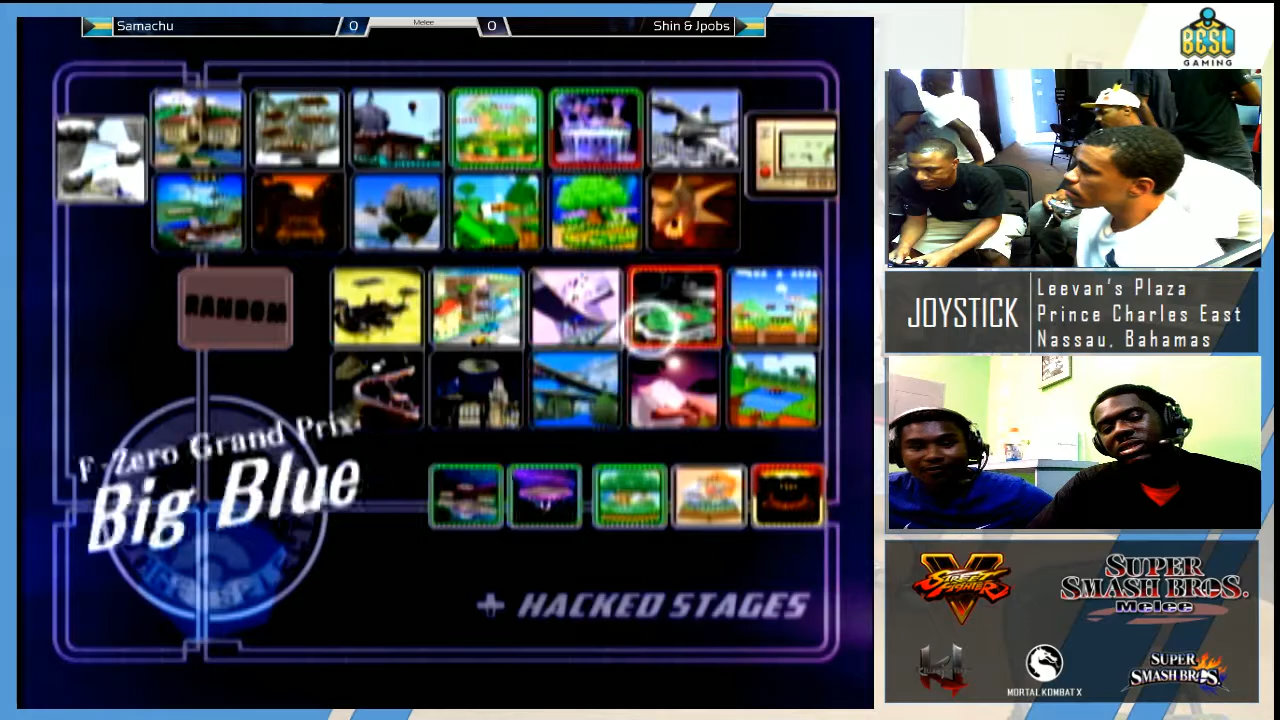 Samachu
0
Melee
0
Shin & Jpobs
BESL
GAMING
RANDOM
F-Zero Grand Prix
Big Blue
+ HACKED STAGES
JOYSTICK
Leevan's Plaza
Prince Charles East
Nassau, Bahamas
STREET FIGHTER
V
SUPER
SMASH BROS.
Melee
MORTAL KOMBAT X
SUPER
SMASH BROS.